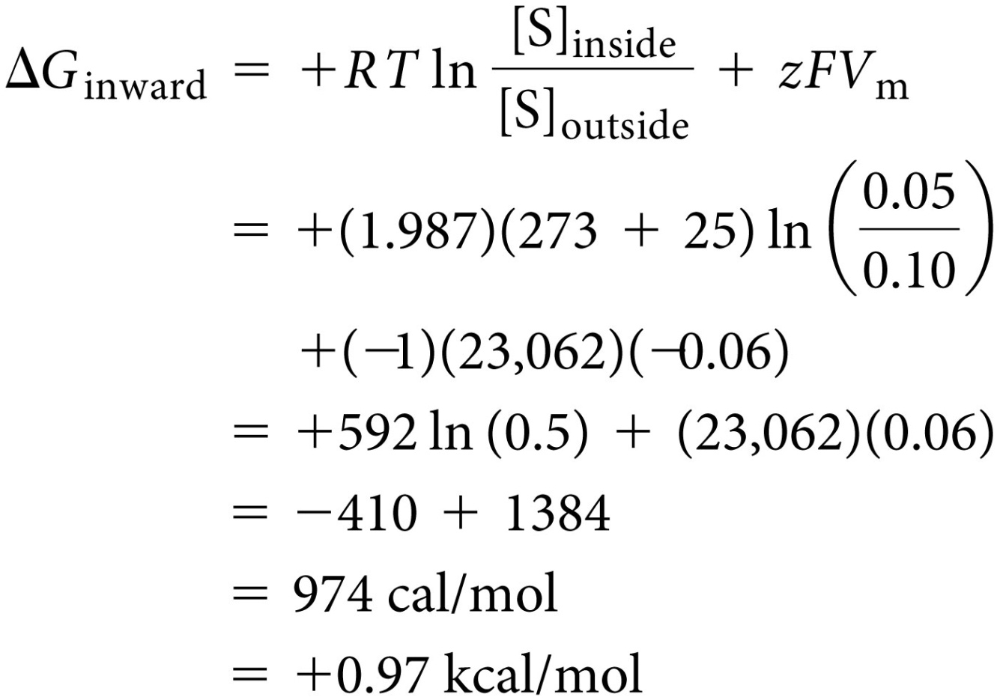 ΔG_inward = +RT ln [S]_inside/[S]_outside + zFV_m
= +(1.987)(273 + 25) ln (0.05/0.10)
+(−1)(23,062)(−0.06)
= +592 ln (0.5) + (23,062)(0.06)
= −410 + 1384
= 974 cal/mol
= +0.97 kcal/mol